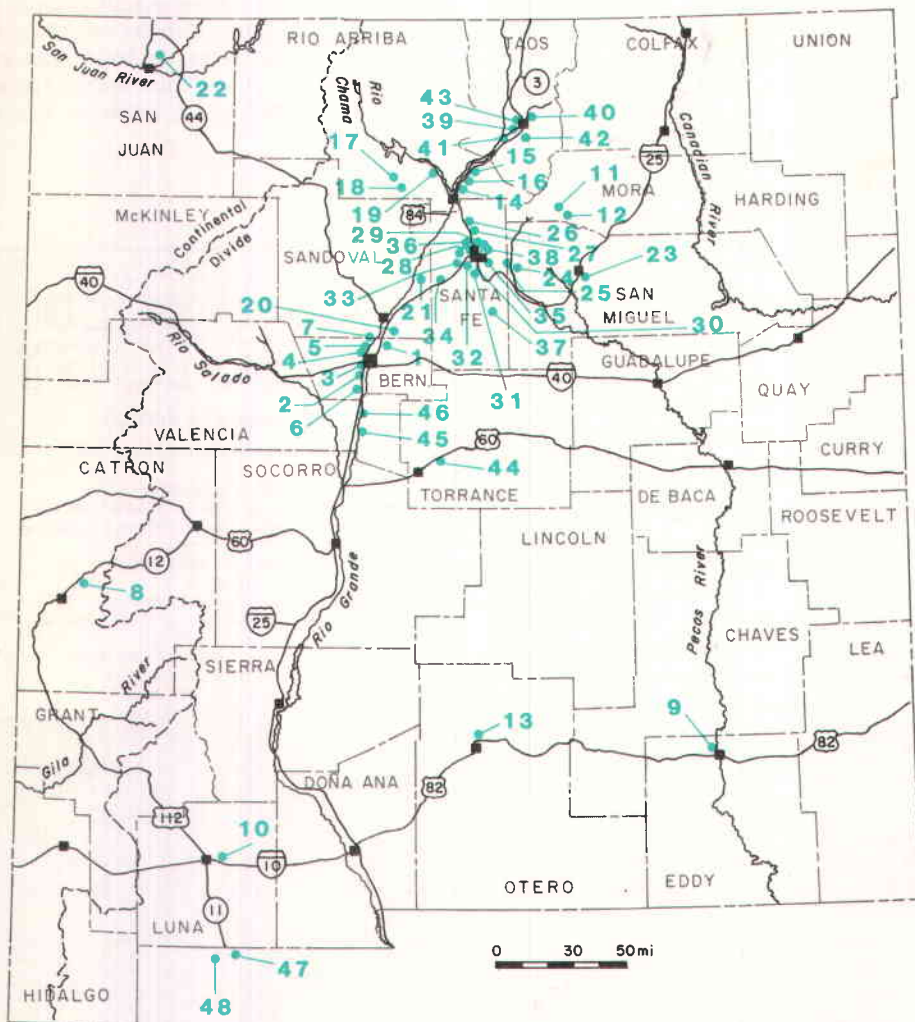 RIO ARRIBA
TAOS
COLFAX
UNION
San Juan River
22
Rio Chama
3
43
40
39
41
42
44
SAN JUAN
17
15
Canadian River
25
18
16
11
MORA
HARDING
19
14
12
McKINLEY
84
Continental Divide
29
26
36
27
SANDOVAL
28
38
24
23
40
33
25
21
SANTA FE
SAN MIGUEL
20
34
35
30
7
32
37
5
1
GUADALUPE
4
Rio Salado
3
BERN.
31
40
QUAY
2
6
46
VALENCIA
45
60
CURRY
CATRON
SOCORRO
44
TORRANCE
DE BACA
ROOSEVELT
LINCOLN
60
12
8
Rio Grande
Pecos River
25
CHAVES
SIERRA
LEA
River
GRANT
13
9
82
Gila
DOÑA ANA
82
112
10
10
EDDY
OTERO
11
LUNA
0 30 50 mi
47
48
HIDALGO